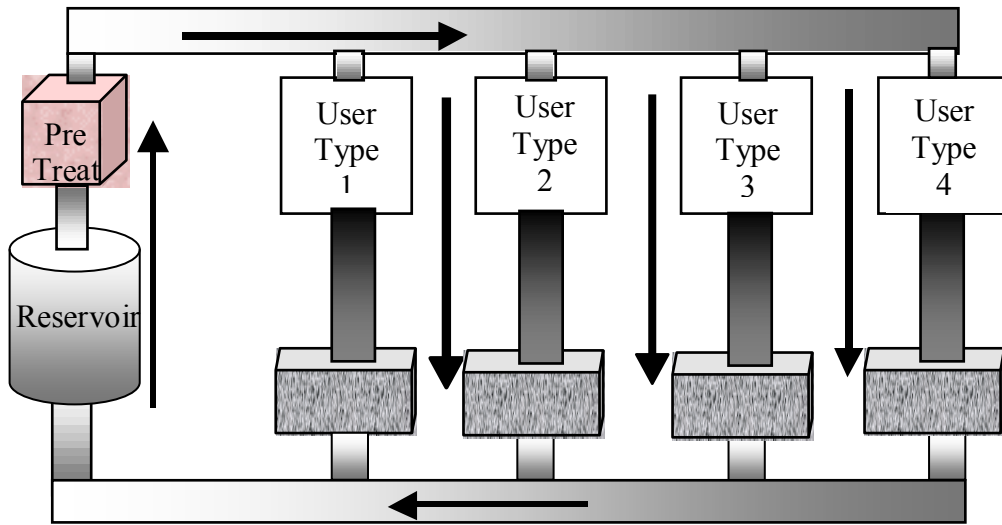 Pre
Treat
Reservoir
User
Type
1
User
Type
2
User
Type
3
User
Type
4